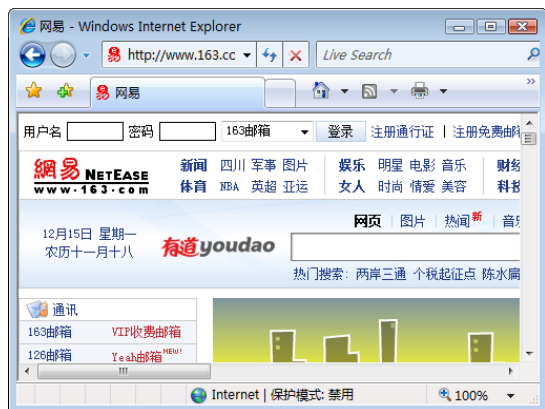 网易 - Windows Internet Explorer
http://www.163.cc
Live Search
网易
用户名 密码 163邮箱 登录 注册通行证 | 注册免费邮
網易 NETEASE
www.163.com
新闻 四川 军事 图片 娱乐 明星 电影 音乐 财经
体育 NBA 英超 亚运 女人 时尚 情爱 美容 科技
网页 图片 热闻新 音
12月15日 星期一
农历十一月十八
有道youdao
热门搜索: 两岸三通 个税起征点 陈水扁
通讯
163邮箱 VIP收费邮箱
126邮箱 Yeah邮箱NEW!
Internet | 保护模式: 禁用 100%